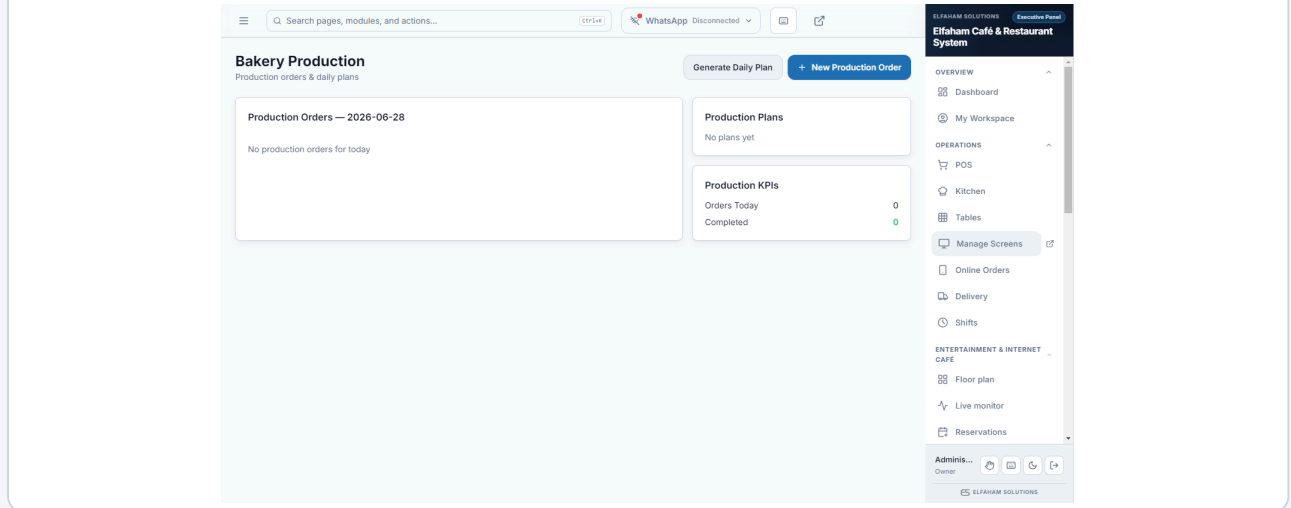 Search pages, modules, and actions...
Ctrl+K
WhatsApp Disconnected
Bakery Production
Production orders & daily plans
Generate Daily Plan
+ New Production Order
Production Orders — 2026-06-28
No production orders for today
Production Plans
No plans yet
Production KPIs
Orders Today 0
Completed 0
ELFAHAM SOLUTIONS
Executive Panel
Elfaham Café & Restaurant
System
OVERVIEW
Dashboard
My Workspace
OPERATIONS
POS
Kitchen
Tables
Manage Screens
Online Orders
Delivery
Shifts
ENTERTAINMENT & INTERNET
CAFÉ
Floor plan
Live monitor
Reservations
Adminis...
Owner
ELFAHAM SOLUTIONS